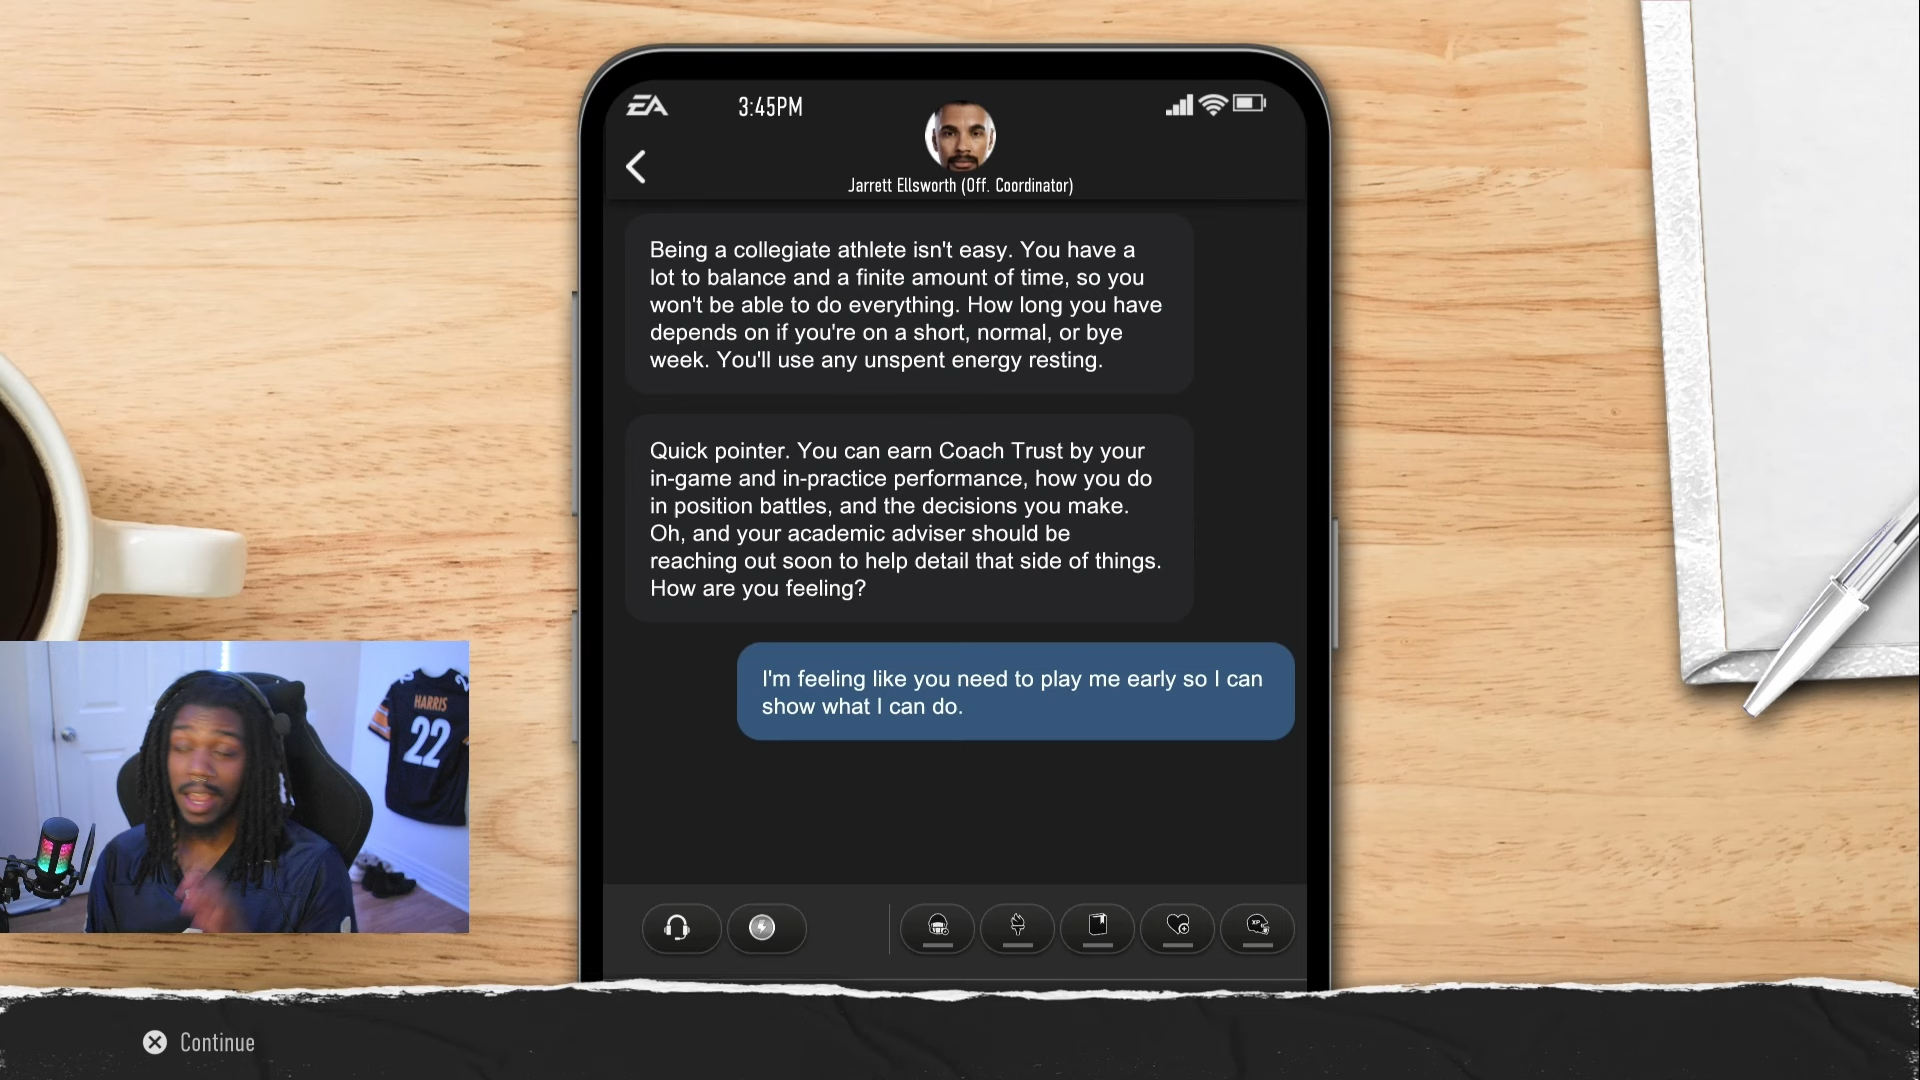 EA
3:45PM
Jarrett Ellsworth (Off. Coordinator)
Being a collegiate athlete isn't easy. You have a
lot to balance and a finite amount of time, so you
won't be able to do everything. How long you have
depends on if you're on a short, normal, or bye
week. You'll use any unspent energy resting.
Quick pointer. You can earn Coach Trust by your
in-game and in-practice performance, how you do
in position battles, and the decisions you make.
Oh, and your academic adviser should be
reaching out soon to help detail that side of things.
How are you feeling?
I'm feeling like you need to play me early so I can
show what I can do.
HARRIS
22
XP
Continue